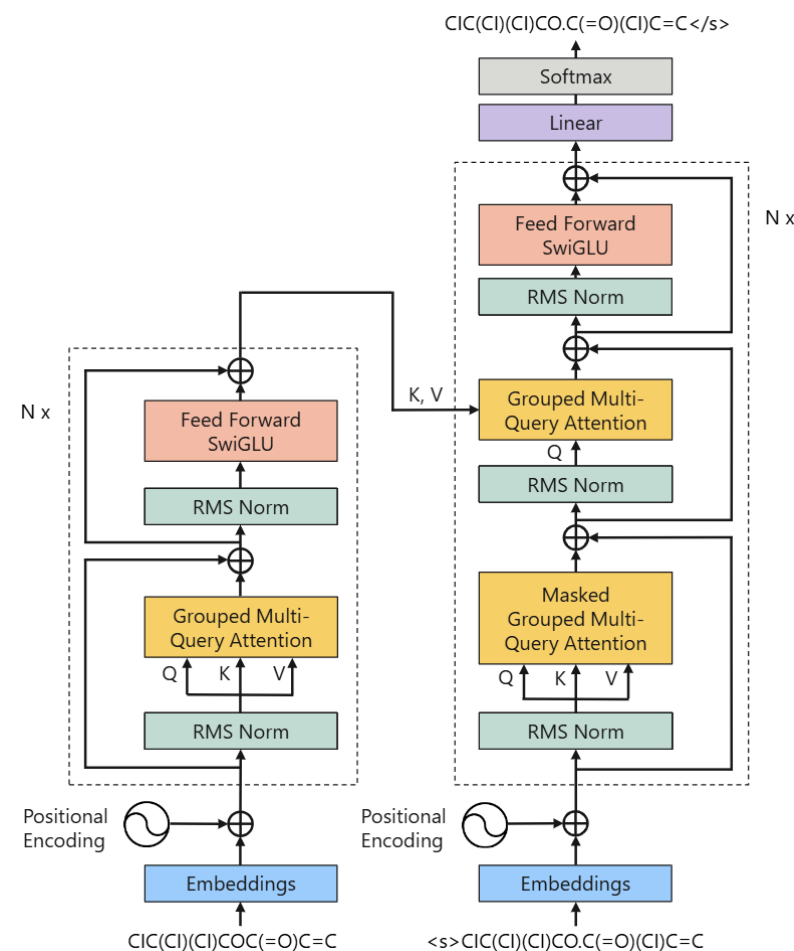 ClC(Cl)(Cl)CO.C(=O)(Cl)C=C</s>
Softmax
Linear
N x
Feed Forward
SwiGLU
RMS Norm
K, V
Grouped Multi-
Query Attention
Q
RMS Norm
Masked
Grouped Multi-
Query Attention
Q
K
V
RMS Norm
Positional
Encoding
Embeddings
<s>ClC(Cl)(Cl)CO.C(=O)(Cl)C=C
N x
Feed Forward
SwiGLU
RMS Norm
Grouped Multi-
Query Attention
Q
K
V
RMS Norm
Positional
Encoding
Embeddings
ClC(Cl)(Cl)COC(=O)C=C